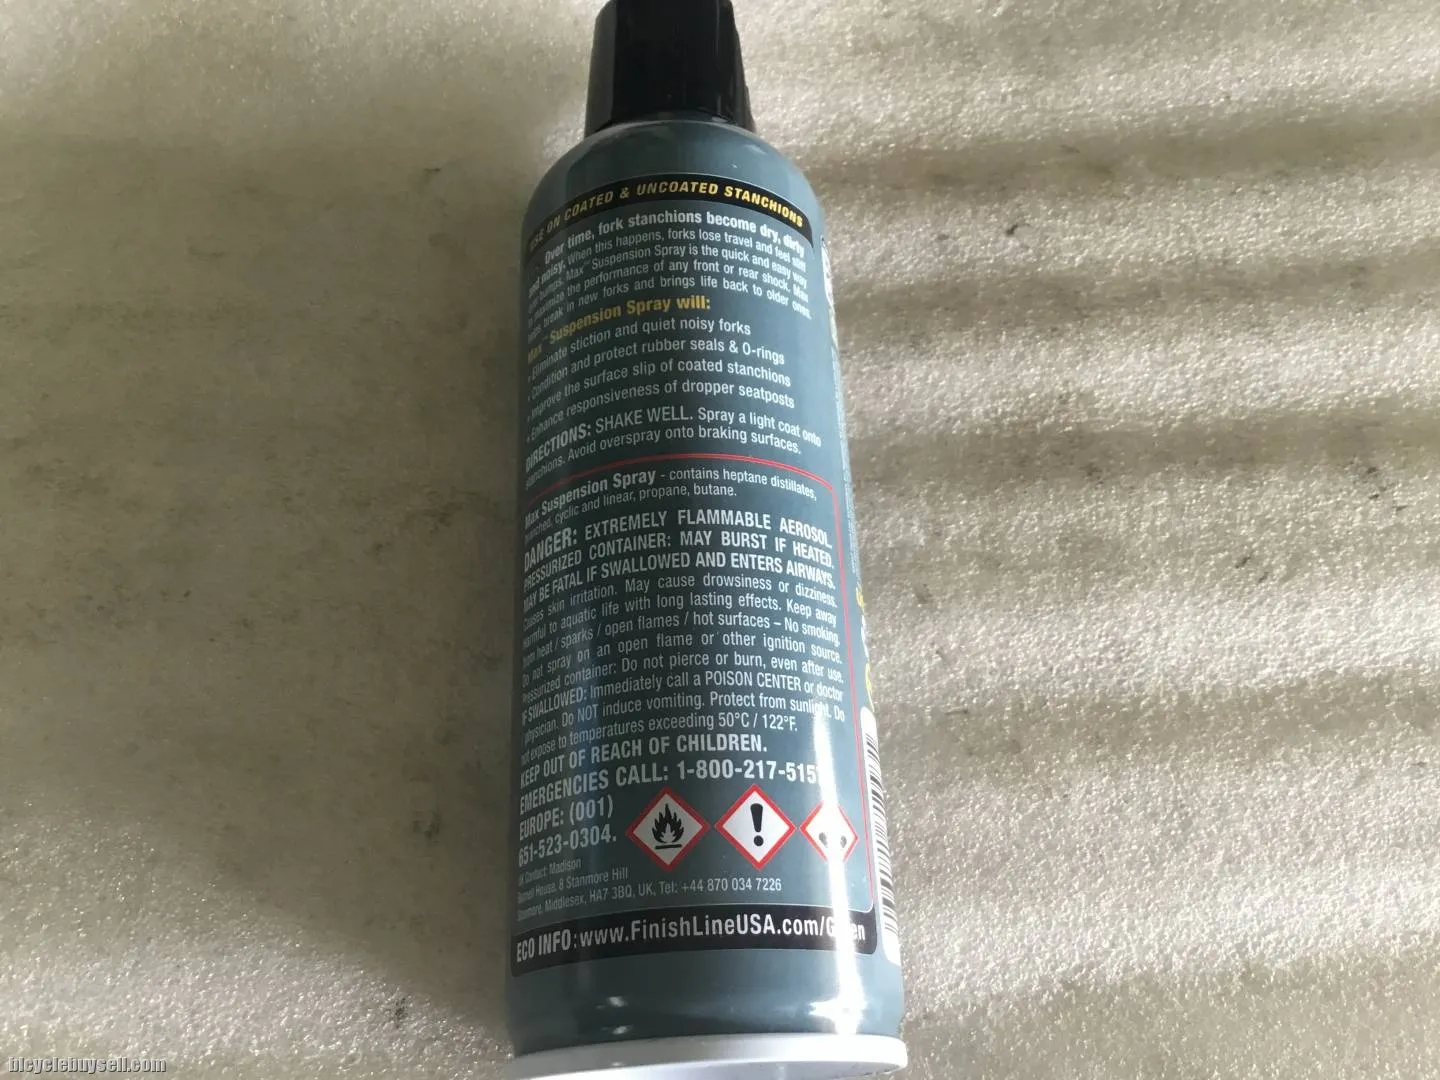 USE ON COATED & UNCOATED STANCHIONS
Over time, fork stanchions become dry, dirty
and noisy. When this happens, forks lose travel and feel stiff
over bumps. Max™ Suspension Spray is the quick and easy way
to maximize the performance of any front or rear shock. Max
helps break in new forks and brings life back to older ones.
Max™ Suspension Spray will:
• Eliminate stiction and quiet noisy forks
• Condition and protect rubber seals & O-rings
• Improve the surface slip of coated stanchions
• Enhance responsiveness of dropper seatposts
DIRECTIONS: SHAKE WELL. Spray a light coat onto
stanchions. Avoid overspray onto braking surfaces.
Max Suspension Spray - contains heptane distillates,
branched, cyclic and linear, propane, butane.
DANGER: EXTREMELY FLAMMABLE AEROSOL.
PRESSURIZED CONTAINER: MAY BURST IF HEATED.
MAY BE FATAL IF SWALLOWED AND ENTERS AIRWAYS.
Causes skin irritation. May cause drowsiness or dizziness.
Harmful to aquatic life with long lasting effects. Keep away
from heat / sparks / open flames / hot surfaces – No smoking.
Do not spray on an open flame or other ignition source.
Pressurized container: Do not pierce or burn, even after use.
IF SWALLOWED: Immediately call a POISON CENTER or doctor
/ physician. Do NOT induce vomiting. Protect from sunlight. Do
not expose to temperatures exceeding 50°C / 122°F.
KEEP OUT OF REACH OF CHILDREN.
EMERGENCIES CALL: 1-800-217-515
EUROPE: (001)
651-523-0304.
UK Contact: Madison
House, 8 Stanmore Hill
Stanmore, Middlesex, HA7 3BQ, UK, Tel: +44 870 034 7226
ECO INFO: www.FinishLineUSA.com/Green
bicyclebuysell.com